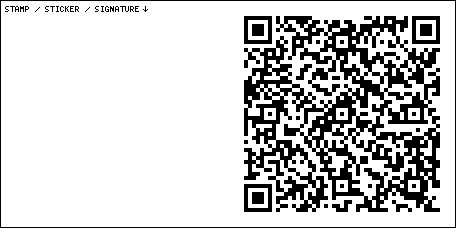 STAMP / STICKER / SIGNATURE ↓